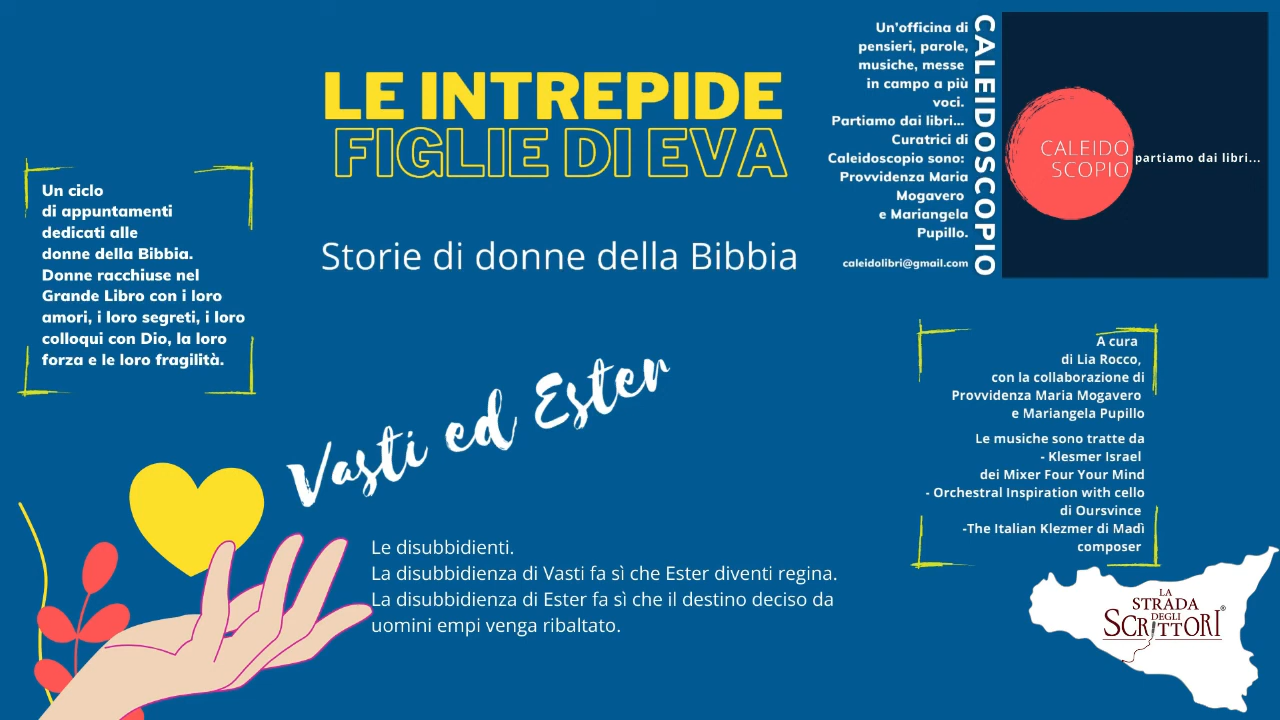 LE INTREPIDE
FIGLIE DI EVA
Storie di donne della Bibbia
Un ciclo
di appuntamenti
dedicati alle
donne della Bibbia.
Donne racchiuse nel
Grande Libro con i loro
amori, i loro segreti, i loro
colloqui con Dio, la loro
forza e le loro fragilità.
Vasti ed Ester
Le disubbidienti.
La disubbidienza di Vasti fa sì che Ester diventi regina.
La disubbidienza di Ester fa sì che il destino deciso da
uomini empi venga ribaltato.
Un'officina di
pensieri, parole,
musiche, messe
in campo a più
voci.
Partiamo dai libri...
Curatrici di
Caleidoscopio sono:
Provvidenza Maria
Mogavero
e Mariangela
Pupillo.
caleidolibri@gmail.com
CALEIDOSCOPIO
CALEIDO
SCOPIO
partiamo dai libri...
A cura
di Lia Rocco,
con la collaborazione di
Provvidenza Maria Mogavero
e Mariangela Pupillo
Le musiche sono tratte da
- Klesmer Israel
dei Mixer Four Your Mind
- Orchestral Inspiration with cello
di Oursvince
-The Italian Klezmer di Madì
composer
LA
STRADA
DEGLI
SCRITTORI®